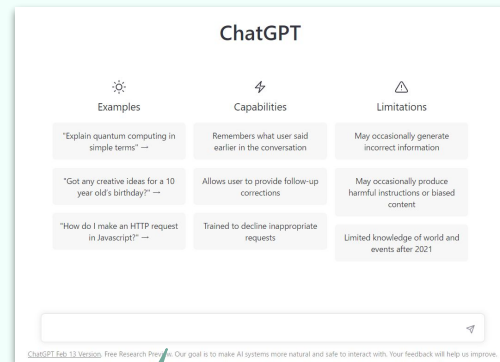 ChatGPT
Examples
"Explain quantum computing in
simple terms" →
"Got any creative ideas for a 10
year old's birthday?" →
"How do I make an HTTP request
in Javascript?" →
Capabilities
Remembers what user said
earlier in the conversation
Allows user to provide follow-up
corrections
Trained to decline inappropriate
requests
Limitations
May occasionally generate
incorrect information
May occasionally produce
harmful instructions or biased
content
Limited knowledge of world and
events after 2021
ChatGPT Feb 13 Version. Free Research Preview. Our goal is to make AI systems more natural and safe to interact with. Your feedback will help us improve.